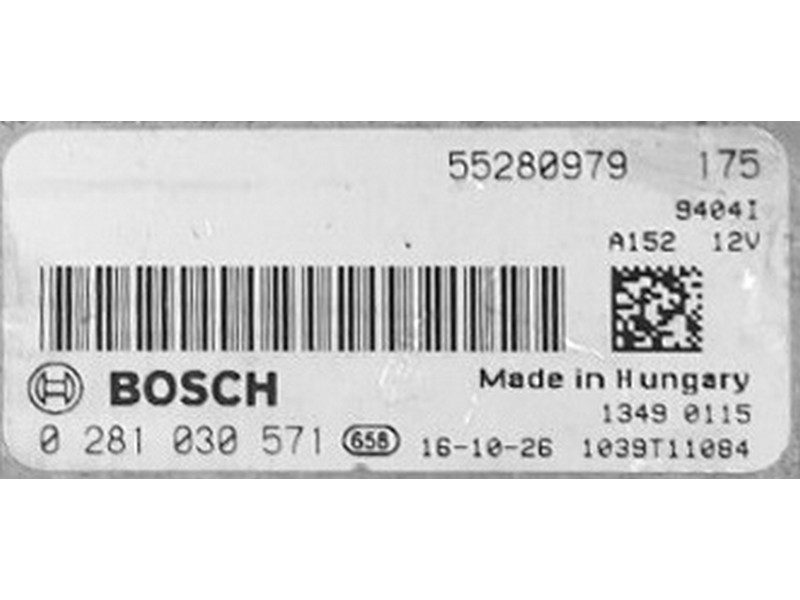 55280979 175
9404I
A152 12V
BOSCH
Made in Hungary
1349 0115
0 281 030 571 658 16-10-26 1039T11084